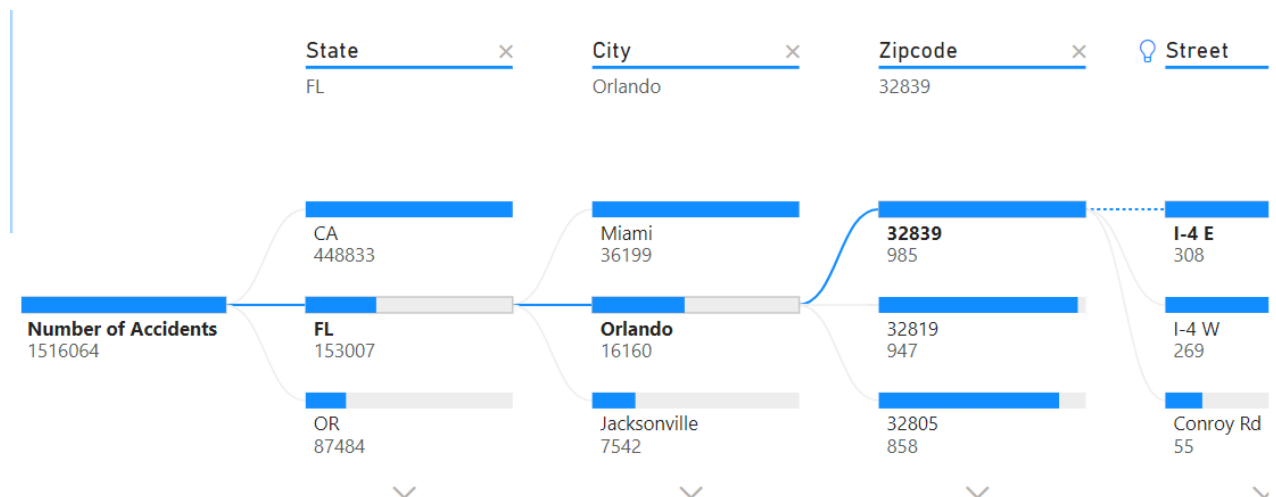 State
City
Zipcode
Street
FL
Orlando
32839
CA
448833
Miami
36199
32839
985
I-4 E
308
Number of Accidents
1516064
FL
153007
Orlando
16160
32819
947
I-4 W
269
OR
87484
Jacksonville
7542
32805
858
Conroy Rd
55